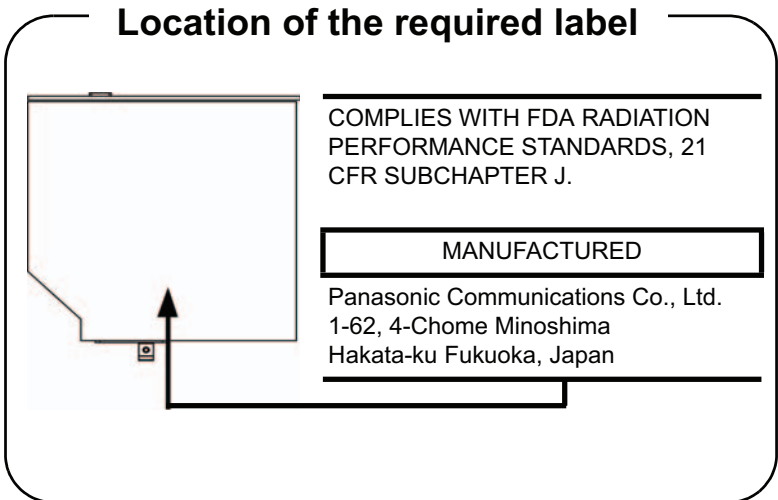 Location of the required label
COMPLIES WITH FDA RADIATION
PERFORMANCE STANDARDS, 21
CFR SUBCHAPTER J.
MANUFACTURED
Panasonic Communications Co., Ltd.
1-62, 4-Chome Minoshima
Hakata-ku Fukuoka, Japan